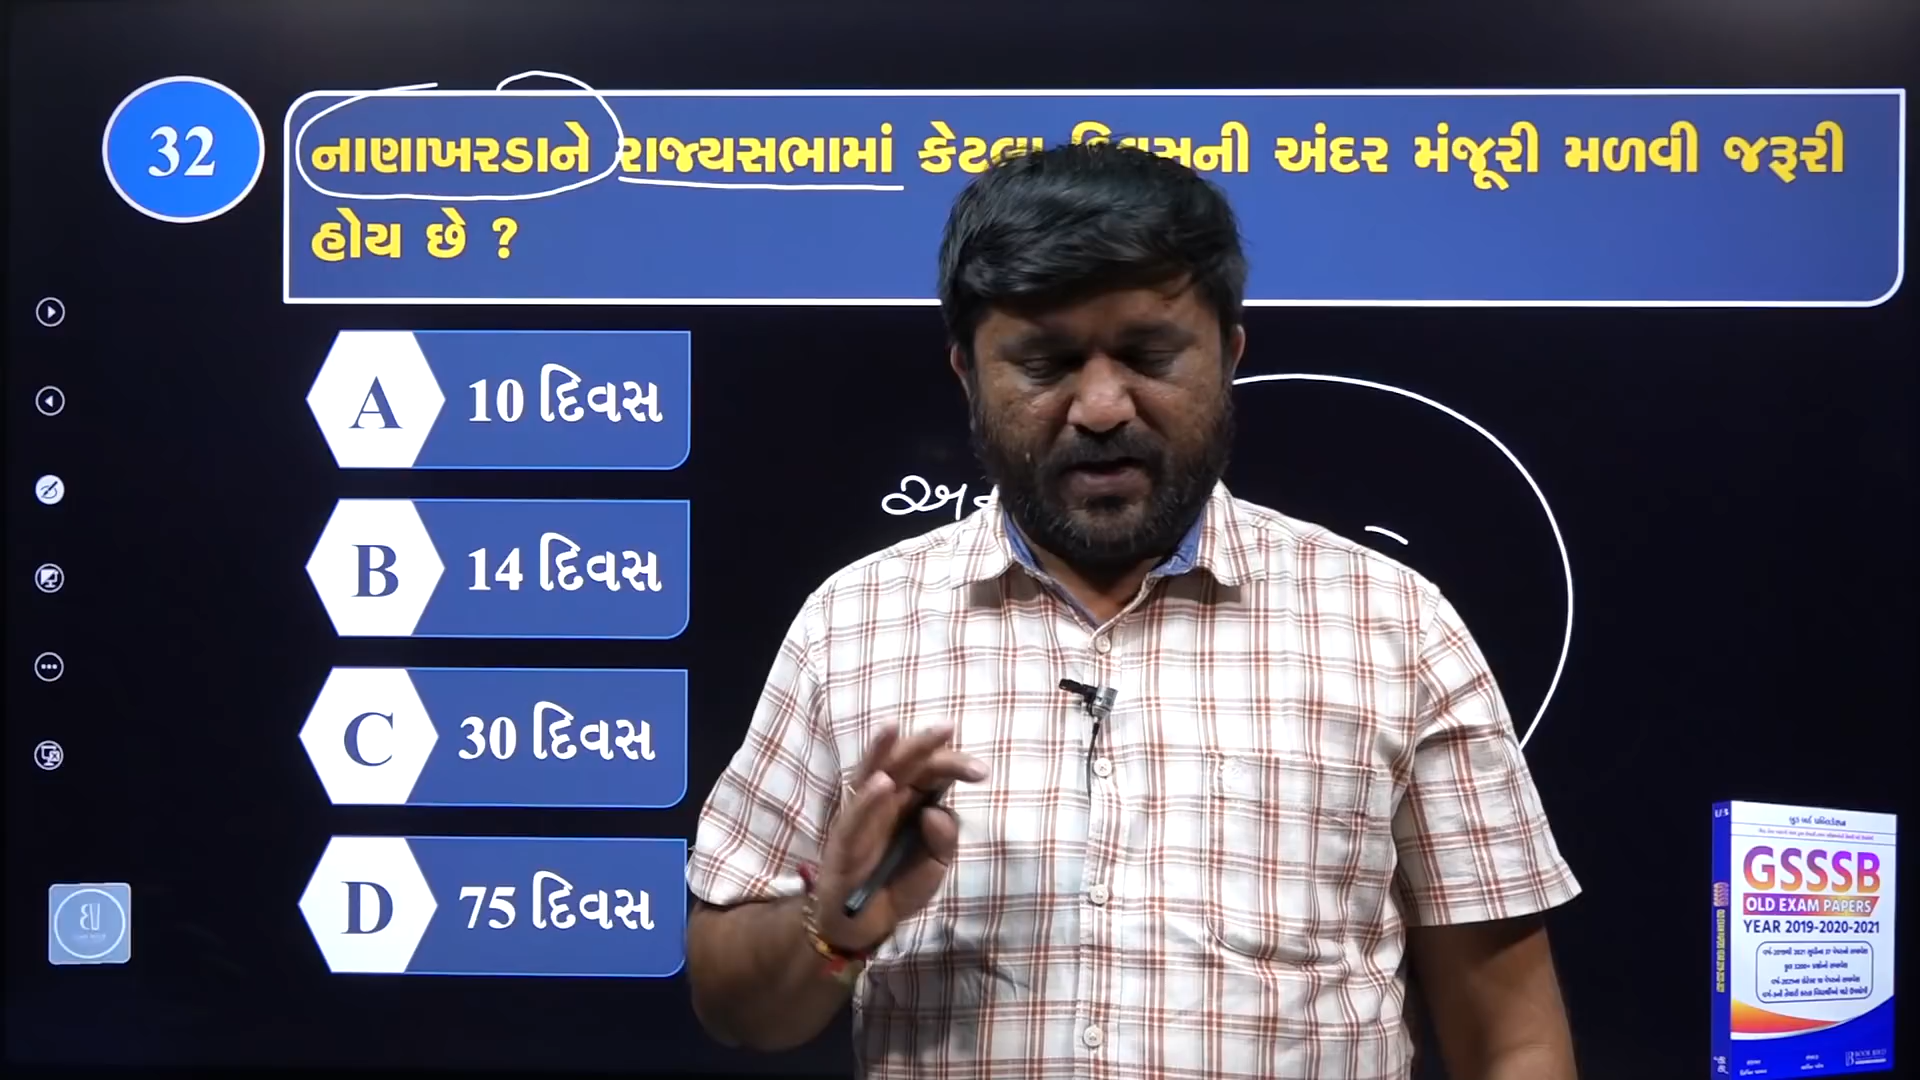 32
નાણાખરડાને રાજ્યસભામાં કેટલા દિવસની અંદર મંજૂરી મળવી જરૂરી
હોય છે ?
A 10 દિવસ
B 14 દિવસ
C 30 દિવસ
D 75 દિવસ
GSSSB
OLD EXAM PAPERS
YEAR 2019-2020-2021